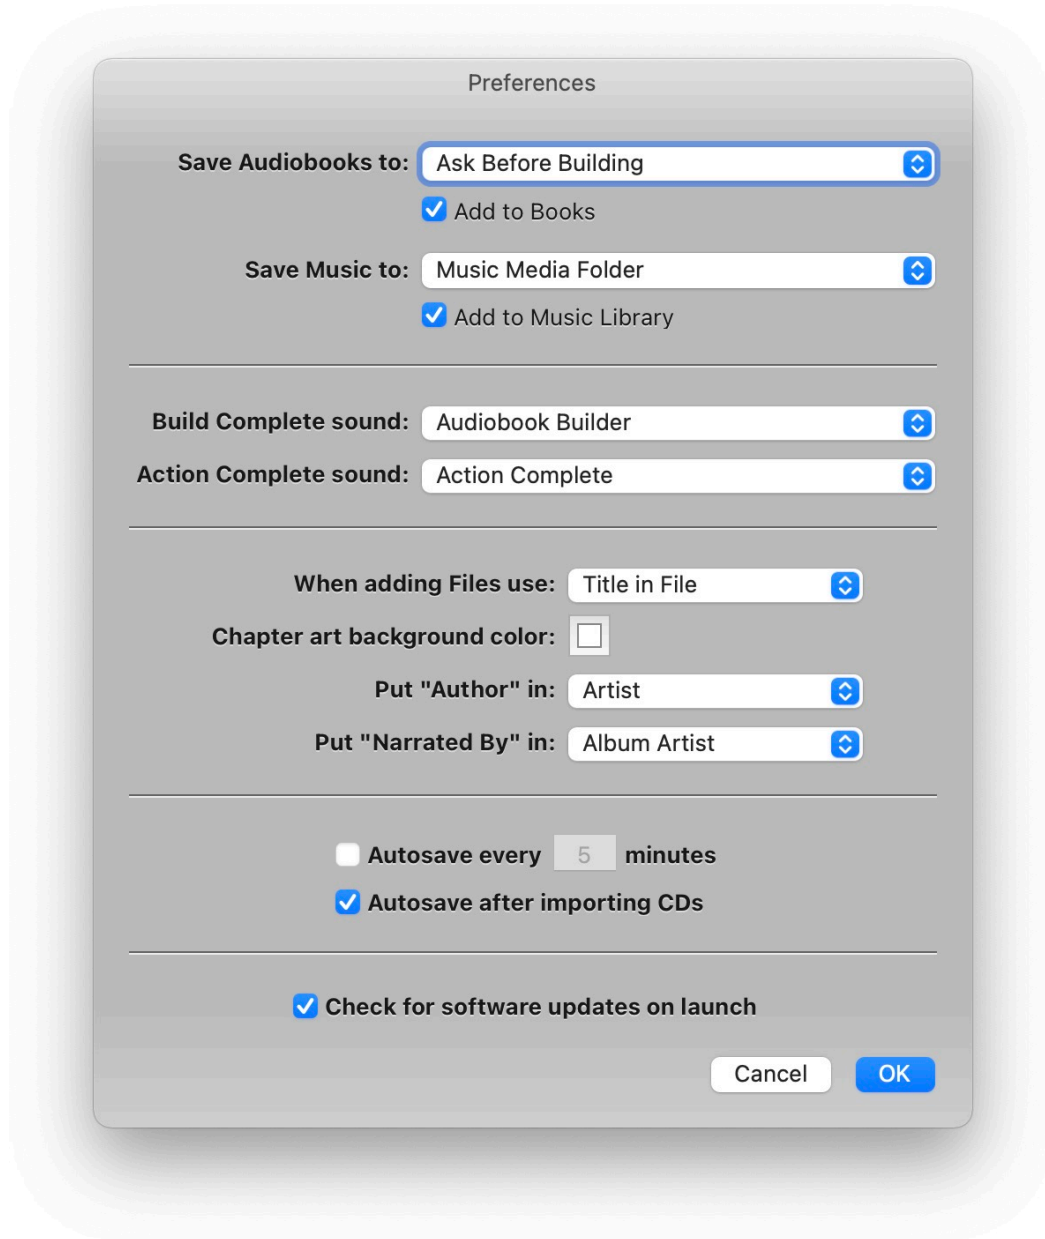 Preferences
Save Audiobooks to: Ask Before Building
Add to Books
Save Music to: Music Media Folder
Add to Music Library
Build Complete sound: Audiobook Builder
Action Complete sound: Action Complete
When adding Files use: Title in File
Chapter art background color:
Put "Author" in: Artist
Put "Narrated By" in: Album Artist
Autosave every 5 minutes
Autosave after importing CDs
Check for software updates on launch
Cancel OK